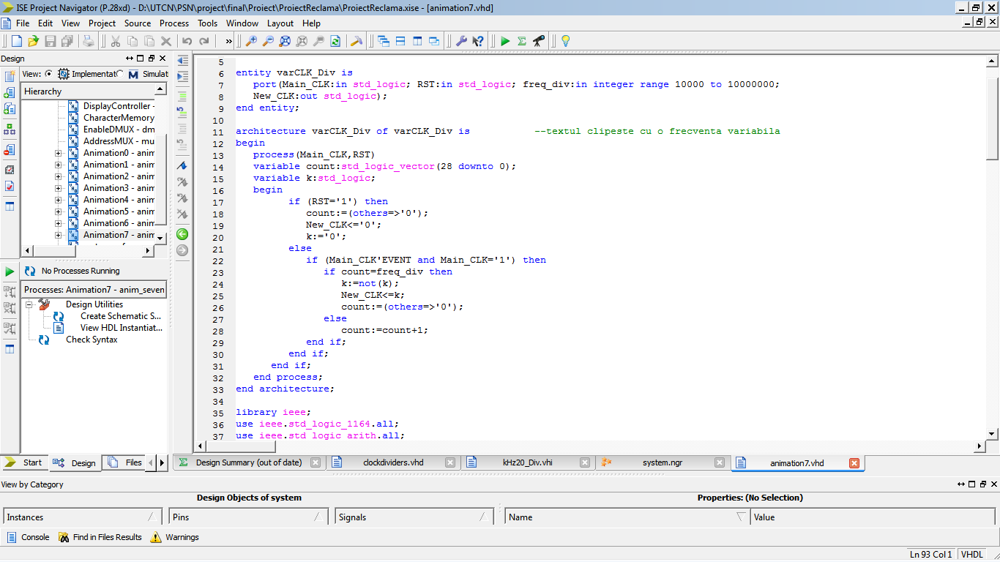 ISE Project Navigator (P.28xd) - D:\UTCN\PSN\project\final\Proiect\ProiectReclama\ProiectReclama.xise - [animation7.vhd]
File Edit View Project Source Process Tools Window Layout Help
Design
View: Implementat Simulat
Hierarchy
DisplayController -
CharacterMemory
EnableDMUX - dm
AddressMUX - mu
Animation0 - anim
Animation1 - anim
Animation2 - anim
Animation3 - anim
Animation4 - anim
Animation5 - anim
Animation6 - anim
Animation7 - anim
No Processes Running
Processes: Animation7 - anim_seven
Design Utilities
Create Schematic S...
View HDL Instantiat...
Check Syntax
Start Design Files
5
6 entity varCLK_Div is
7 port(Main_CLK:in std_logic; RST:in std_logic; freq_div:in integer range 10000 to 10000000;
8 New_CLK:out std_logic);
9 end entity;
10
11 architecture varCLK_Div of varCLK_Div is --textul clipeste cu o frecventa variabila
12 begin
13 process(Main_CLK,RST)
14 variable count:std_logic_vector(28 downto 0);
15 variable k:std_logic;
16 begin
17 if (RST='1') then
18 count:=(others=>'0');
19 New_CLK<='0';
20 k:='0';
21 else
22 if (Main_CLK'EVENT and Main_CLK='1') then
23 if count=freq_div then
24 k:=not(k);
25 New_CLK<=k;
26 count:=(others=>'0');
27 else
28 count:=count+1;
29 end if;
30 end if;
31 end if;
32 end process;
33 end architecture;
34
35 library ieee;
36 use ieee.std_logic_1164.all;
37 use ieee.std_logic_arith.all;
Design Summary (out of date) clockdividers.vhd kHz20_Div.vhi system.ngr animation7.vhd
View by Category
Design Objects of system Properties: (No Selection)
Instances Pins Signals Name Value
Console Find in Files Results Warnings
Ln 93 Col 1 VHDL